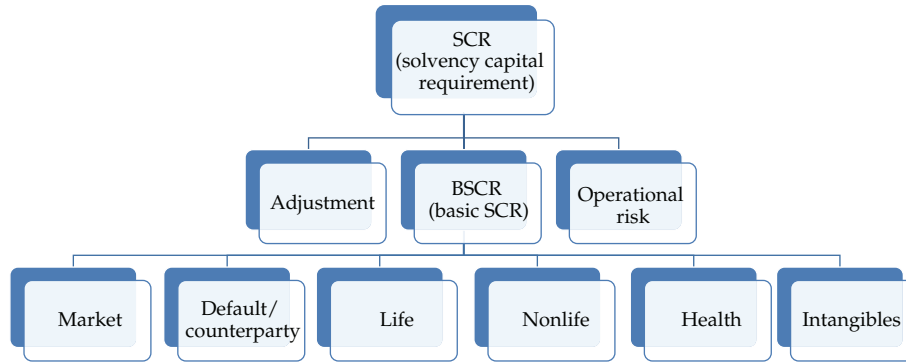 SCR
(solvency capital
requirement)
Adjustment
BSCR
(basic SCR)
Operational
risk
Market
Default/
counterparty
Life
Nonlife
Health
Intangibles